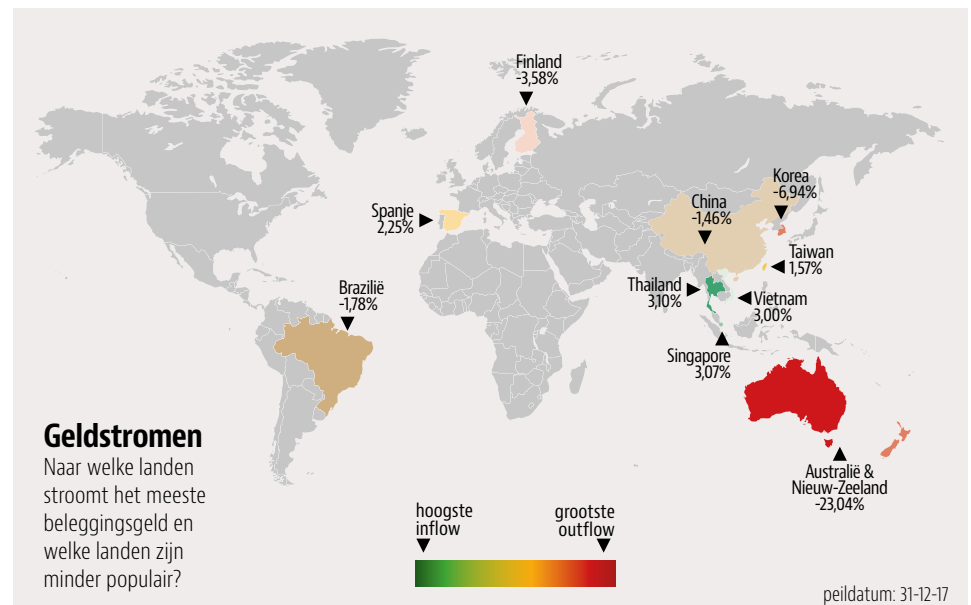 Finland
-3,58%
Korea
-6,94%
China
-1,46%
Spanje
2,25%
Taiwan
1,57%
Thailand
3,10%
Vietnam
3,00%
Brazilië
-1,78%
Singapore
3,07%
Geldstromen
Naar welke landen
stroomt het meeste
beleggingsgeld en
welke landen zijn
minder populair?
Australië &
Nieuw-Zeeland
-23,04%
hoogste
inflow
grootste
outflow
peildatum: 31-12-17